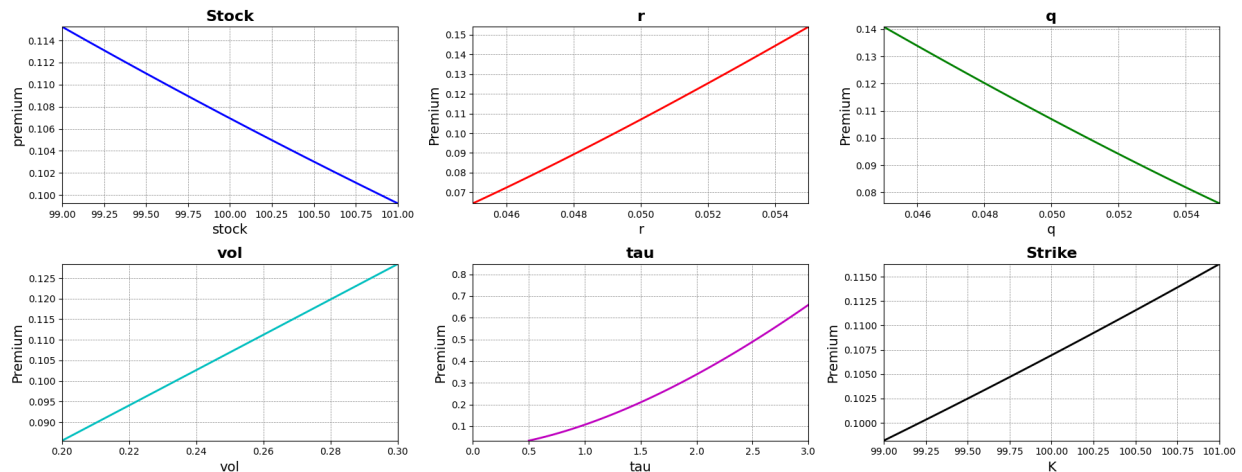 Stock
premium
0.114
0.112
0.110
0.108
0.106
0.104
0.102
0.100
99.00 99.25 99.50 99.75 100.00 100.25 100.50 100.75 101.00
stock
r
Premium
0.15
0.14
0.13
0.12
0.11
0.10
0.09
0.08
0.07
0.046 0.048 0.050 0.052 0.054
r
q
Premium
0.14
0.13
0.12
0.11
0.10
0.09
0.08
0.046 0.048 0.050 0.052 0.054
q
vol
Premium
0.125
0.120
0.115
0.110
0.105
0.100
0.095
0.090
0.20 0.22 0.24 0.26 0.28 0.30
vol
tau
Premium
0.8
0.7
0.6
0.5
0.4
0.3
0.2
0.1
0.0 0.5 1.0 1.5 2.0 2.5 3.0
tau
Strike
Premium
0.1150
0.1125
0.1100
0.1075
0.1050
0.1025
0.1000
99.00 99.25 99.50 99.75 100.00 100.25 100.50 100.75 101.00
K